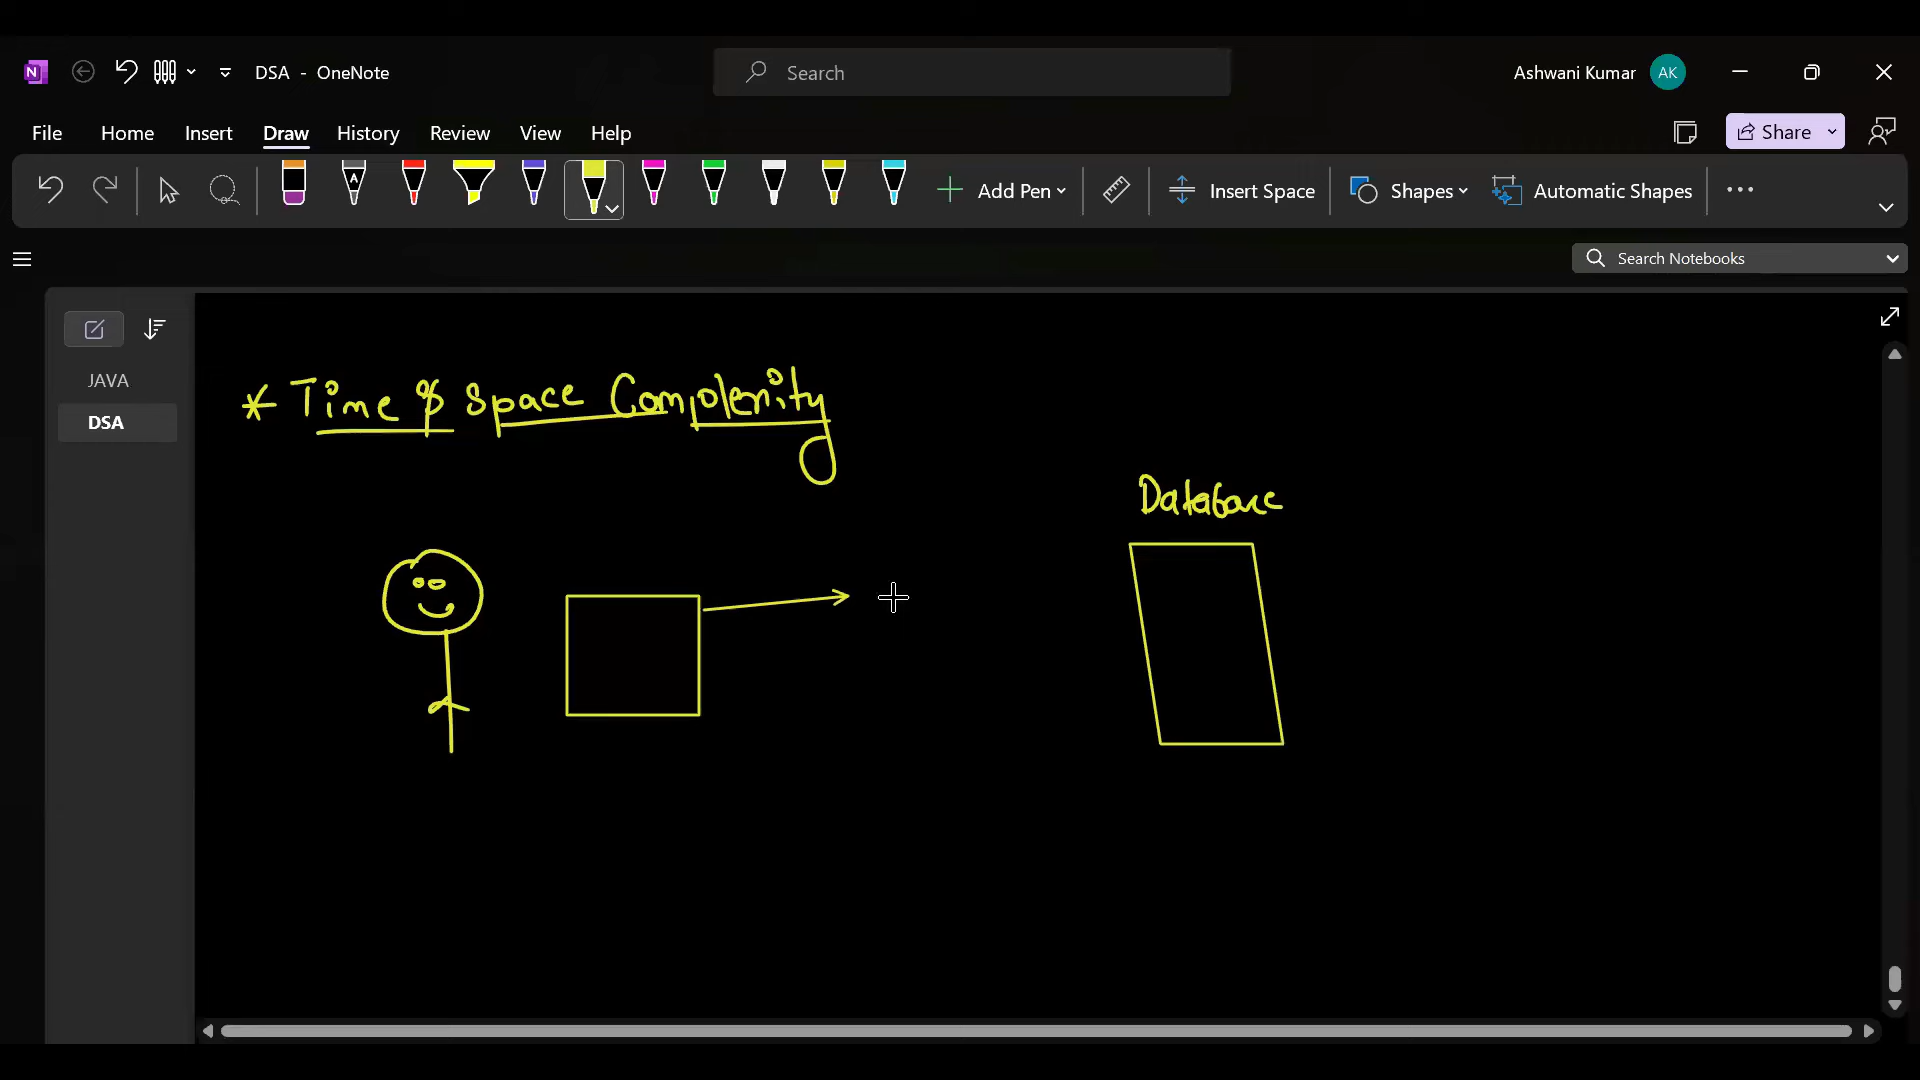 DSA - OneNote
Search
Ashwani Kumar
AK
File Home Insert Draw History Review View Help
Share
Add Pen
Insert Space
Shapes
Automatic Shapes
Search Notebooks
JAVA
DSA
* Time & Space Complexity
Database